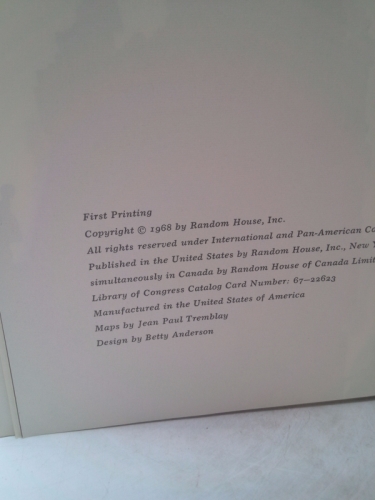 First Printing
Copyright © 1968 by Random House, Inc.
All rights reserved under International and Pan-American
Published in the United States by Random House, Inc., New
simultaneously in Canada by Random House of Canada
Library of Congress Catalog Card Number: 67–22623
Manufactured in the United States of America
Maps by Jean Paul Tremblay
Design by Betty Anderson